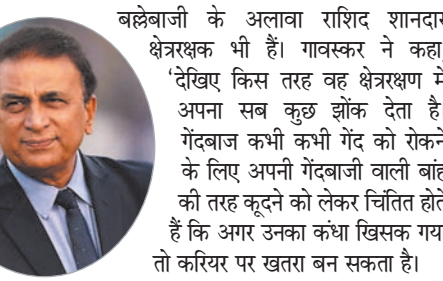 बल्लेबाजी के अलावा राशिद शानदार
क्षेत्ररक्षक भी हैं। गावस्कर ने कहा,
‘देखिए किस तरह वह क्षेत्ररक्षण में
अपना सब कुछ झोंक देता है।
गेंदबाज कभी कभी गेंद को रोकने
के लिए अपनी गेंदबाजी वाली बांह
की तरह कूदने को लेकर चिंतित होते
हैं कि अगर उनका कंधा खिसक गया
तो करियर पर खतरा बन सकता है।